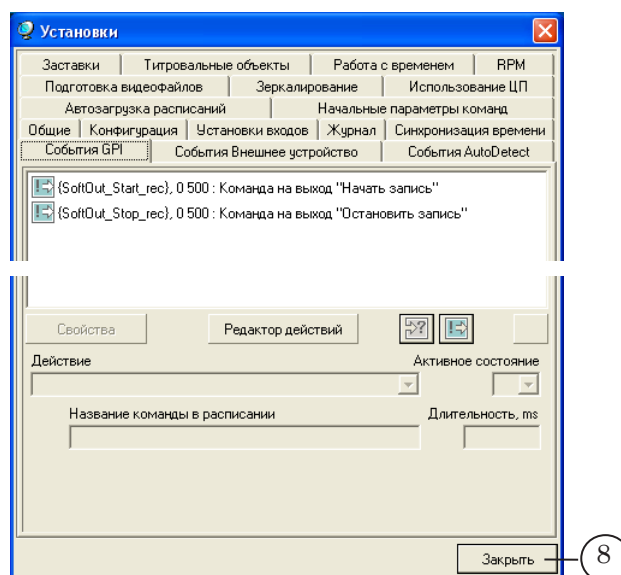 Установки
Заставки Титровальные объекты Работа с временем RPM
Подготовка видеофайлов Зеркалирование Использование ЦП
Автозагрузка расписаний Начальные параметры команд
Общие Конфигурация Установки входов Журнал Синхронизация времени
События GPI События Внешнее устройство События AutoDetect
{SoftOut_Start_rec}, 0 500 : Команда на выход "Начать запись"
{SoftOut_Stop_rec}, 0 500 : Команда на выход "Остановить запись"
Свойства Редактор действий ?
Действие Активное состояние
Название команды в расписании Длительность, ms
Закрыть 8